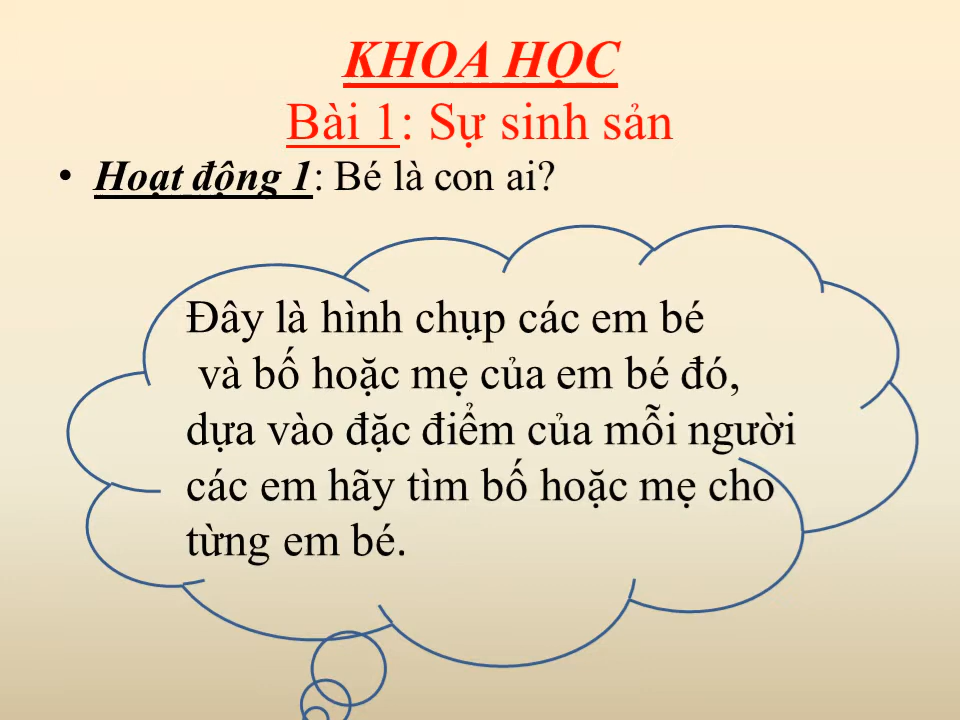 KHOA HỌC
Bài 1: Sự sinh sản
• Hoạt động 1: Bé là con ai?
Đây là hình chụp các em bé
và bố hoặc mẹ của em bé đó,
dựa vào đặc điểm của mỗi người
các em hãy tìm bố hoặc mẹ cho
từng em bé.